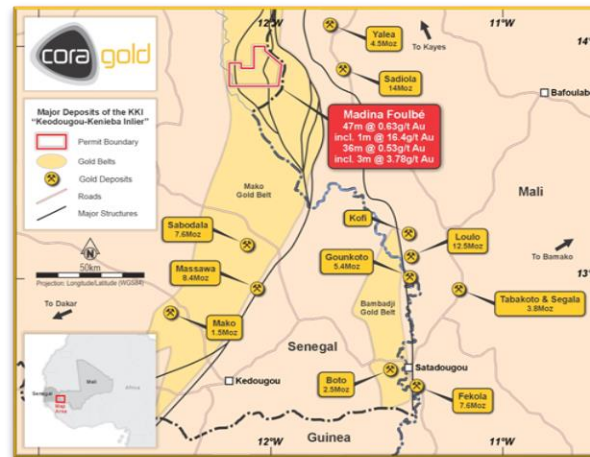 cora gold
Major Deposits of the KKI
“Keodougou-Kenieba Inlier”
Permit Boundary
Gold Belts
Gold Deposits
Roads
Major Structures
N
50km
Projection: Longitude/Latitude (WGS84)
To Dakar
Senegal
Mali
Africa
Map
Area
12°W
11°W
14°
Yalea
4.5Moz
To Kayes
Sadiola
14Moz
Bafoulab
Madina Foulbé
47m @ 0.63g/t Au
incl. 1m @ 16.4g/t Au
36m @ 0.53g/t Au
incl. 3m @ 3.78g/t Au
Mako
Gold Belt
Mali
Kofi
Sabodala
7.6Moz
Loulo
12.5Moz
To Bamako
Gounkoto
5.4Moz
Massawa
8.4Moz
13°
Bambadji
Gold Belt
Tabakoto & Segala
3.8Moz
Mako
1.5Moz
Senegal
Satadougou
Boto
2.5Moz
Kedougou
Fekola
7.6Moz
Guinea
12°W
11°W